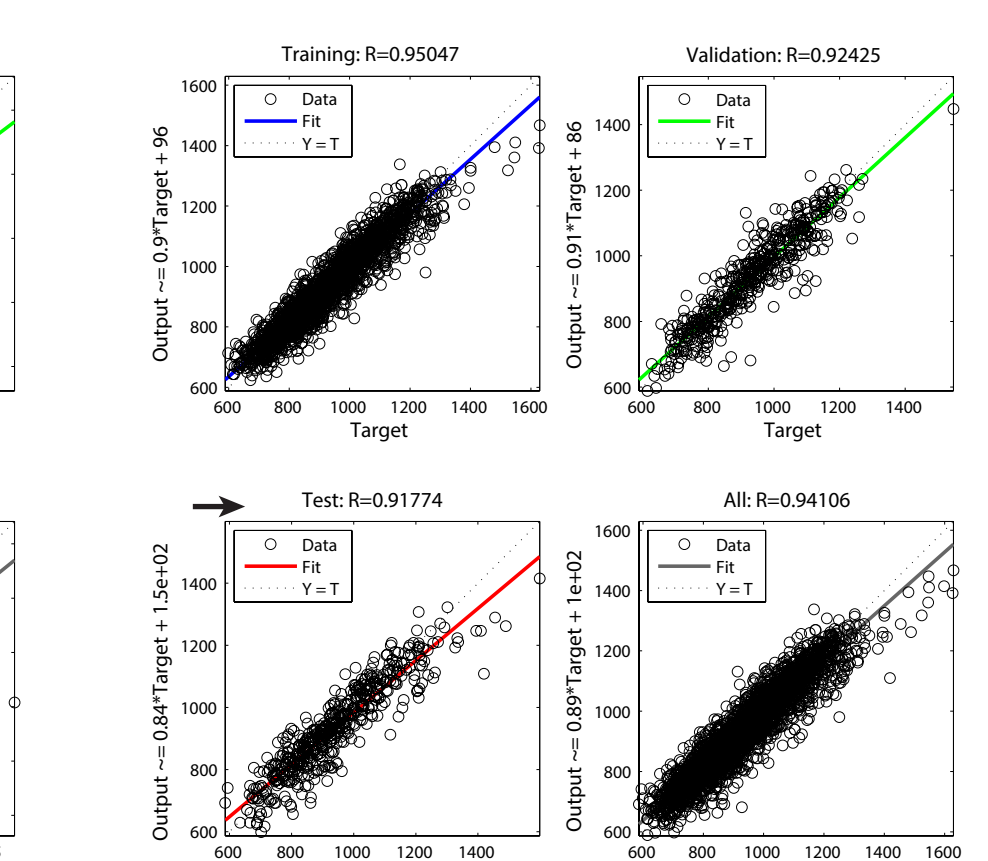 Training: R=0.95047
Output ~= 0.9*Target + 96
1600
1400
1200
1000
800
600
Data
Fit
Y = T
600 800 1000 1200 1400 1600
Target
Validation: R=0.92425
Output ~= 0.91*Target + 86
1400
1200
1000
800
600
Data
Fit
Y = T
600 800 1000 1200 1400
Target
Test: R=0.91774
Output ~= 0.84*Target + 1.5e+02
1400
1200
1000
800
600
Data
Fit
Y = T
600 800 1000 1200 1400
All: R=0.94106
Output ~= 0.89*Target + 1e+02
1600
1400
1200
1000
800
600
Data
Fit
Y = T
600 800 1000 1200 1400 1600